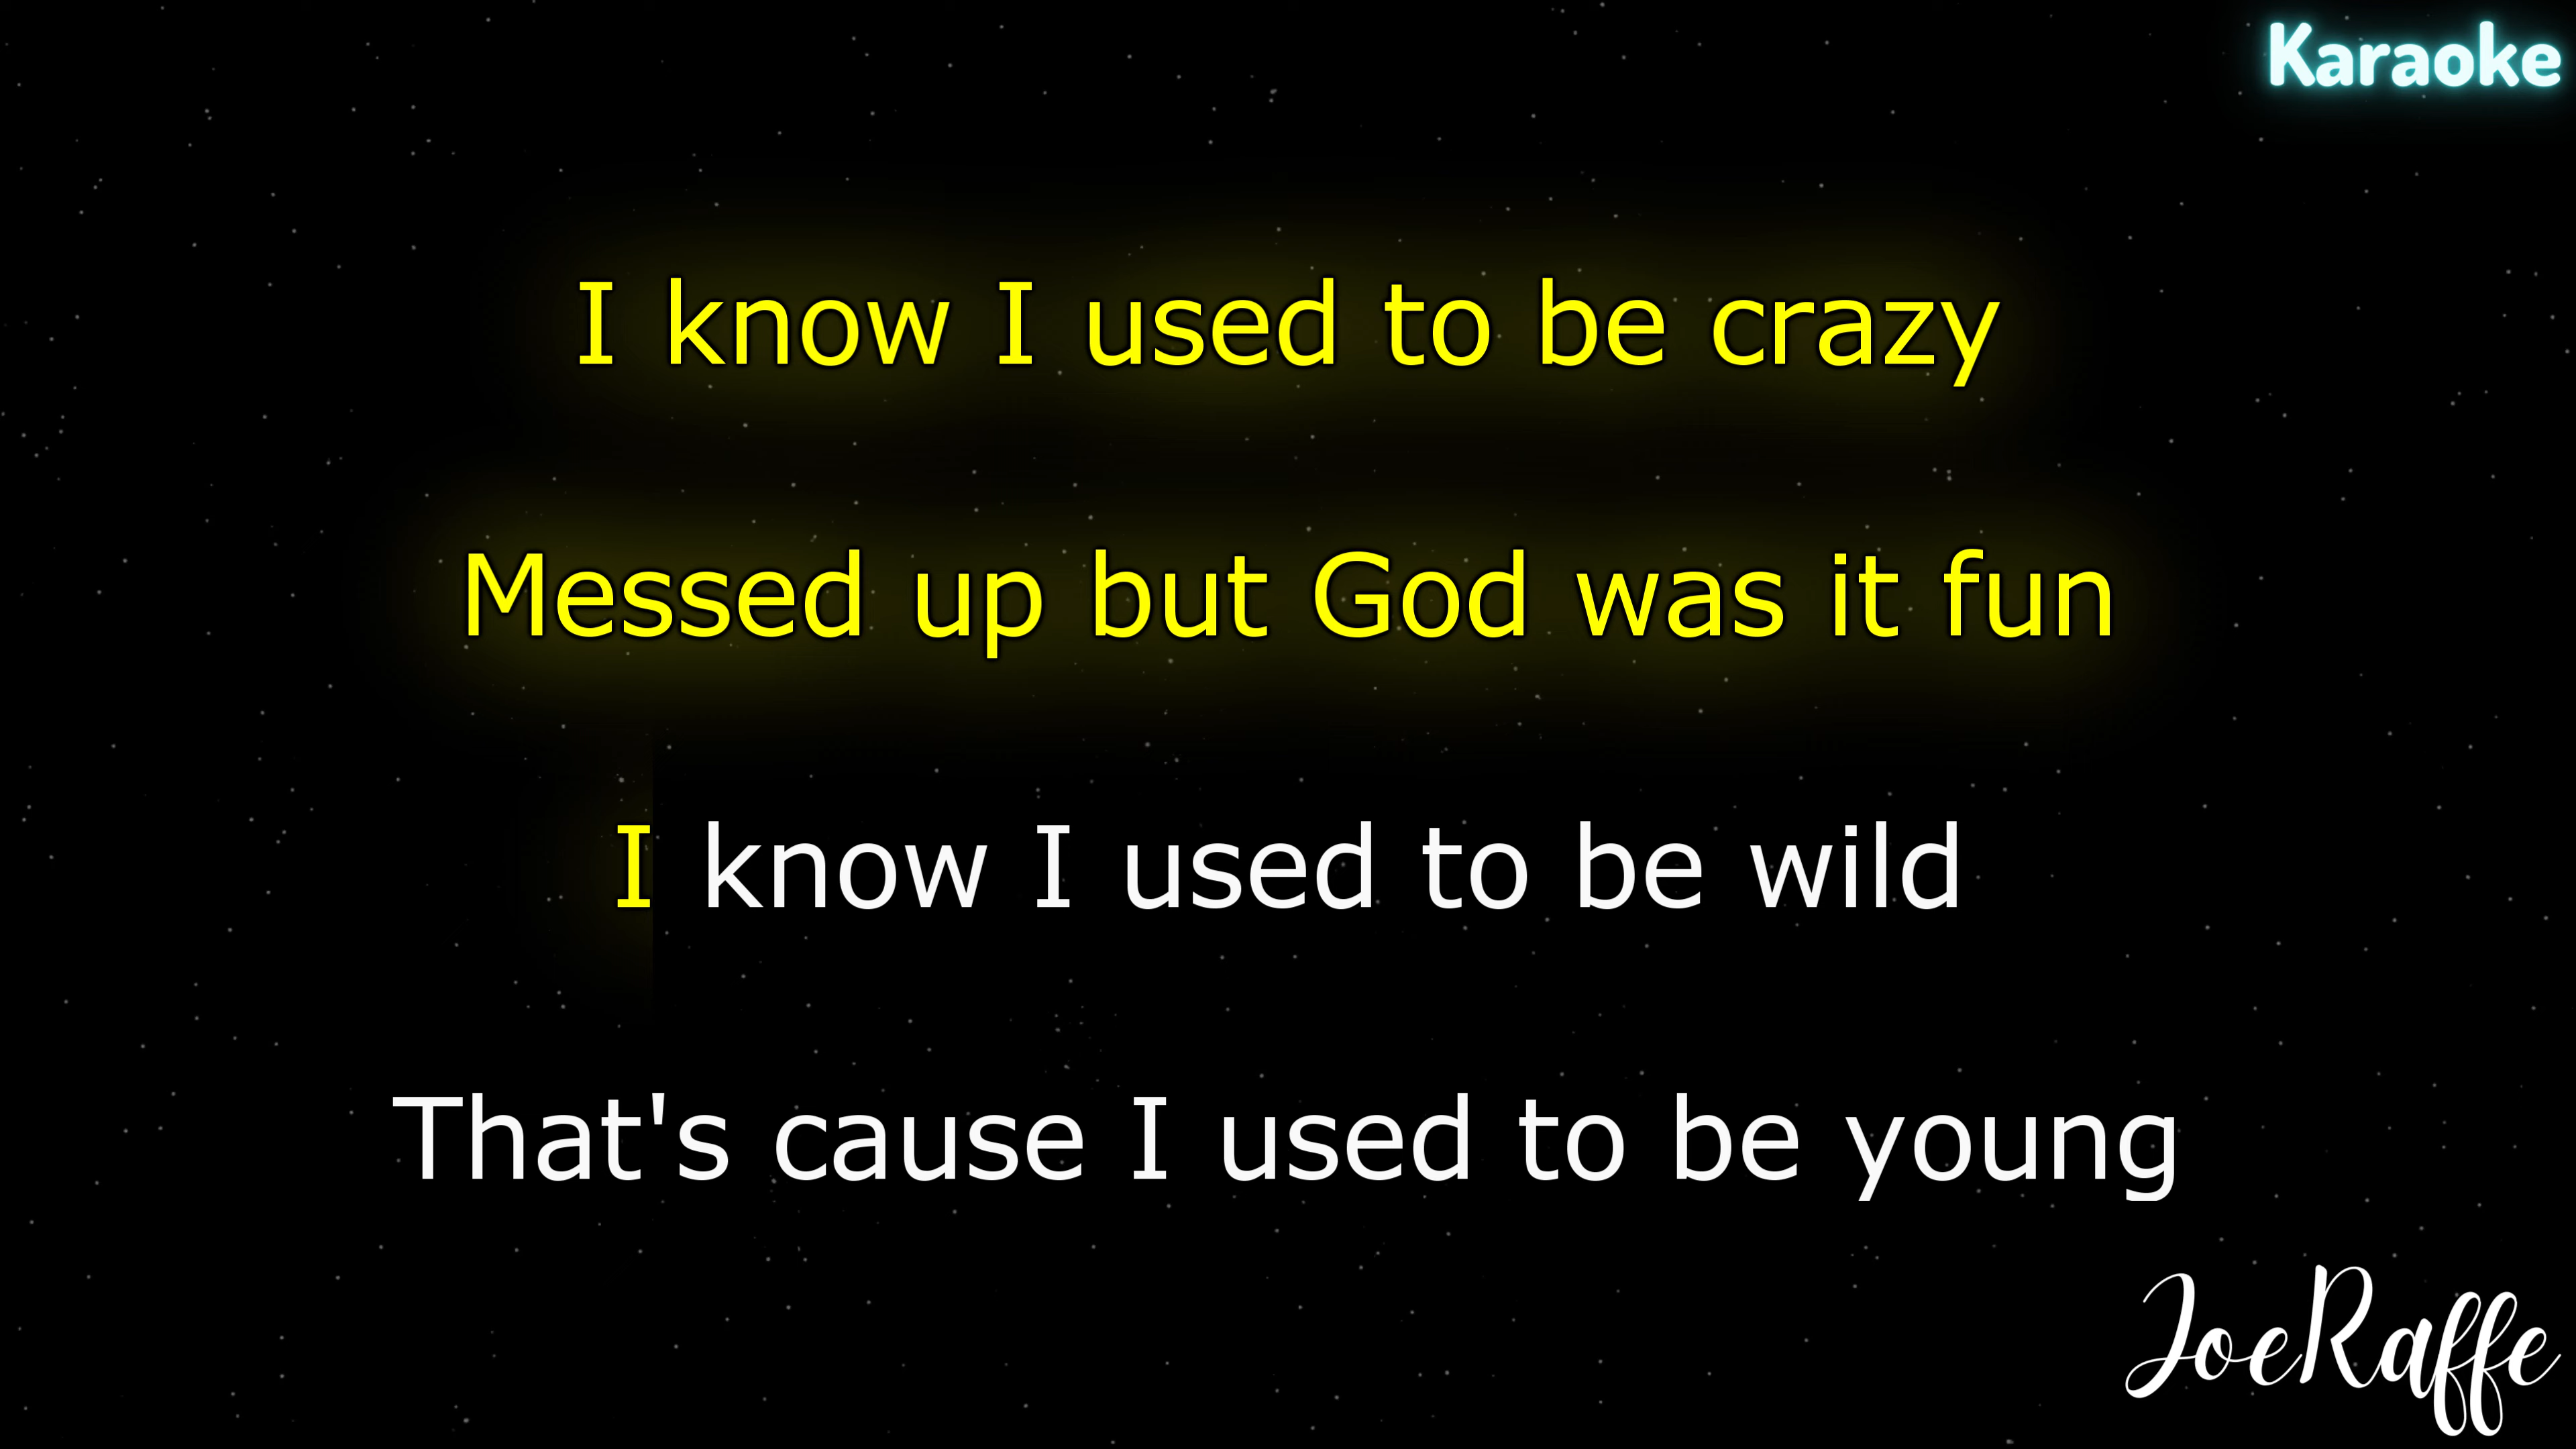 Karaoke
I know I used to be crazy
Messed up but God was it fun
I know I used to be wild
That's cause I used to be young
JoeRaffe